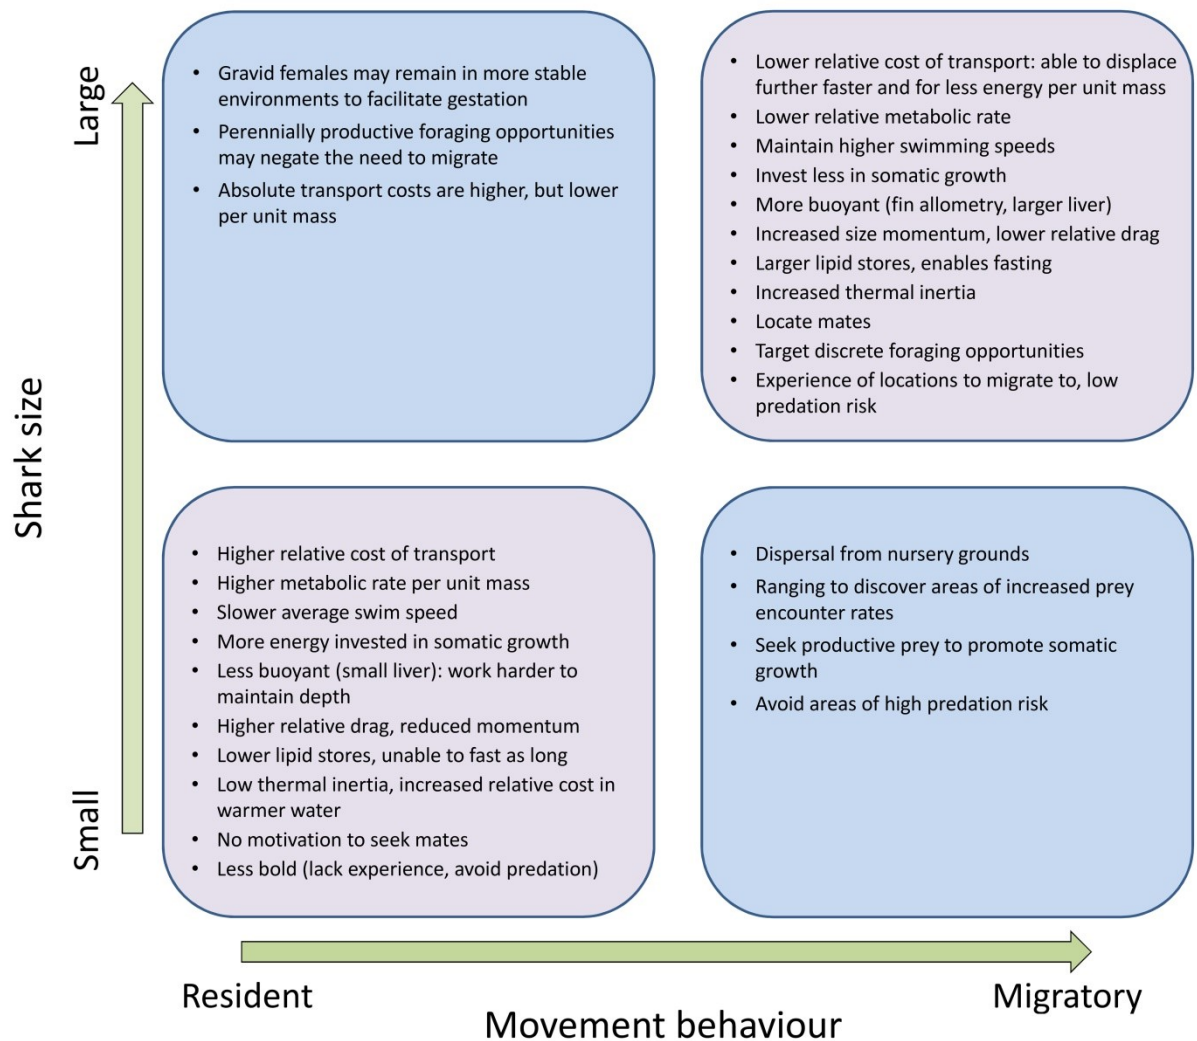 Large
Shark size
Small
• Gravid females may remain in more stable
environments to facilitate gestation
• Perennially productive foraging opportunities
may negate the need to migrate
• Absolute transport costs are higher, but lower
per unit mass
• Lower relative cost of transport: able to displace
further faster and for less energy per unit mass
• Lower relative metabolic rate
• Maintain higher swimming speeds
• Invest less in somatic growth
• More buoyant (fin allometry, larger liver)
• Increased size momentum, lower relative drag
• Larger lipid stores, enables fasting
• Increased thermal inertia
• Locate mates
• Target discrete foraging opportunities
• Experience of locations to migrate to, low
predation risk
• Higher relative cost of transport
• Higher metabolic rate per unit mass
• Slower average swim speed
• More energy invested in somatic growth
• Less buoyant (small liver): work harder to
maintain depth
• Higher relative drag, reduced momentum
• Lower lipid stores, unable to fast as long
• Low thermal inertia, increased relative cost in
warmer water
• No motivation to seek mates
• Less bold (lack experience, avoid predation)
• Dispersal from nursery grounds
• Ranging to discover areas of increased prey
encounter rates
• Seek productive prey to promote somatic
growth
• Avoid areas of high predation risk
Resident
Migratory
Movement behaviour